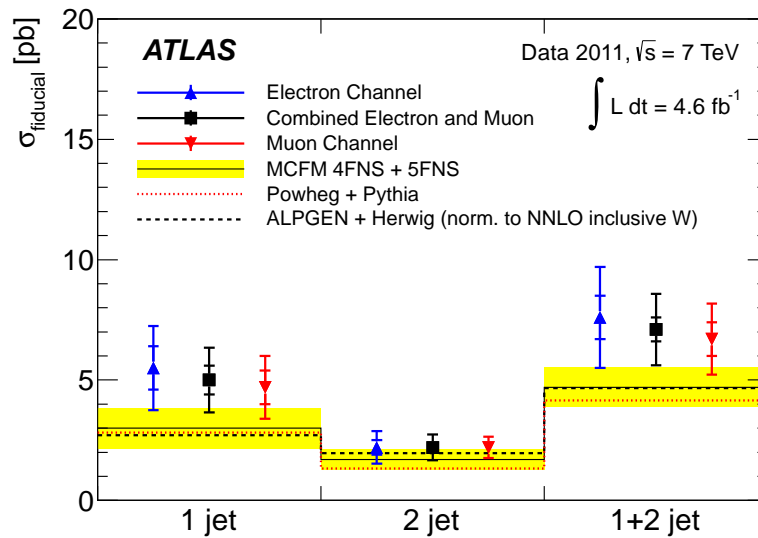 σfiducial [pb]
20
15
10
5
0
ATLAS
Data 2011, √s = 7 TeV
∫ L dt = 4.6 fb⁻¹
Electron Channel
Combined Electron and Muon
Muon Channel
MCFM 4FNS + 5FNS
Powheg + Pythia
ALPGEN + Herwig (norm. to NNLO inclusive W)
1 jet
2 jet
1+2 jet